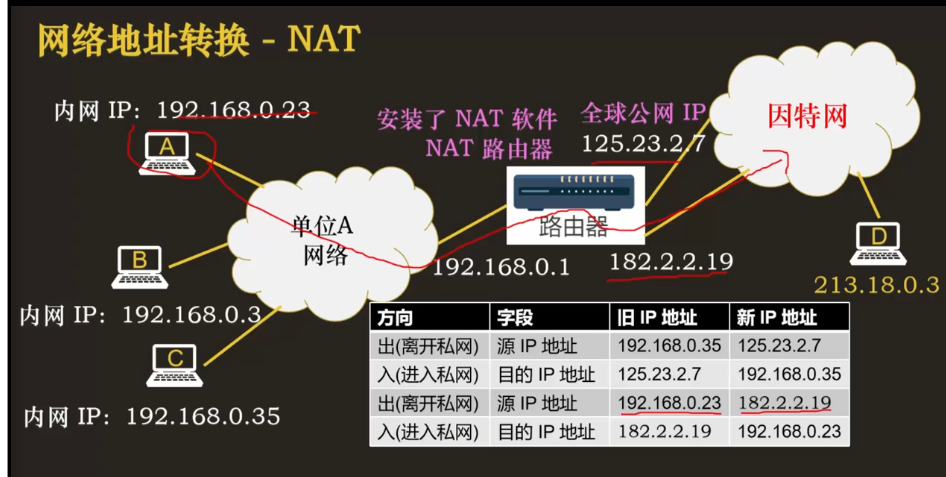 网络地址转换 - NAT
内网 IP：192.168.0.23
安装了 NAT 软件
NAT 路由器
全球公网 IP
125.23.2.7
因特网
A
单位A
网络
路由器
192.168.0.1
182.2.2.19
D
213.18.0.3
B
内网 IP：192.168.0.3
C
内网 IP：192.168.0.35
方向 字段 旧 IP 地址 新 IP 地址
出(离开私网) 源 IP 地址 192.168.0.35 125.23.2.7
入(进入私网) 目的 IP 地址 125.23.2.7 192.168.0.35
出(离开私网) 源 IP 地址 192.168.0.23 182.2.2.19
入(进入私网) 目的 IP 地址 182.2.2.19 192.168.0.23